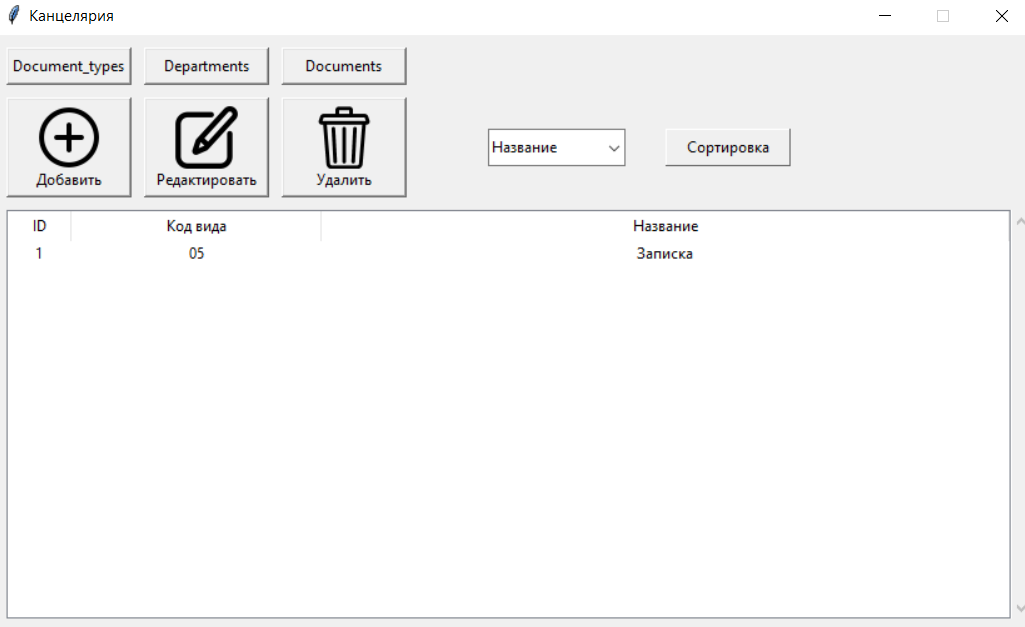 Канцелярия
Document_types Departments Documents
Добавить Редактировать Удалить Название Сортировка
ID Код вида Название
1 05 Записка